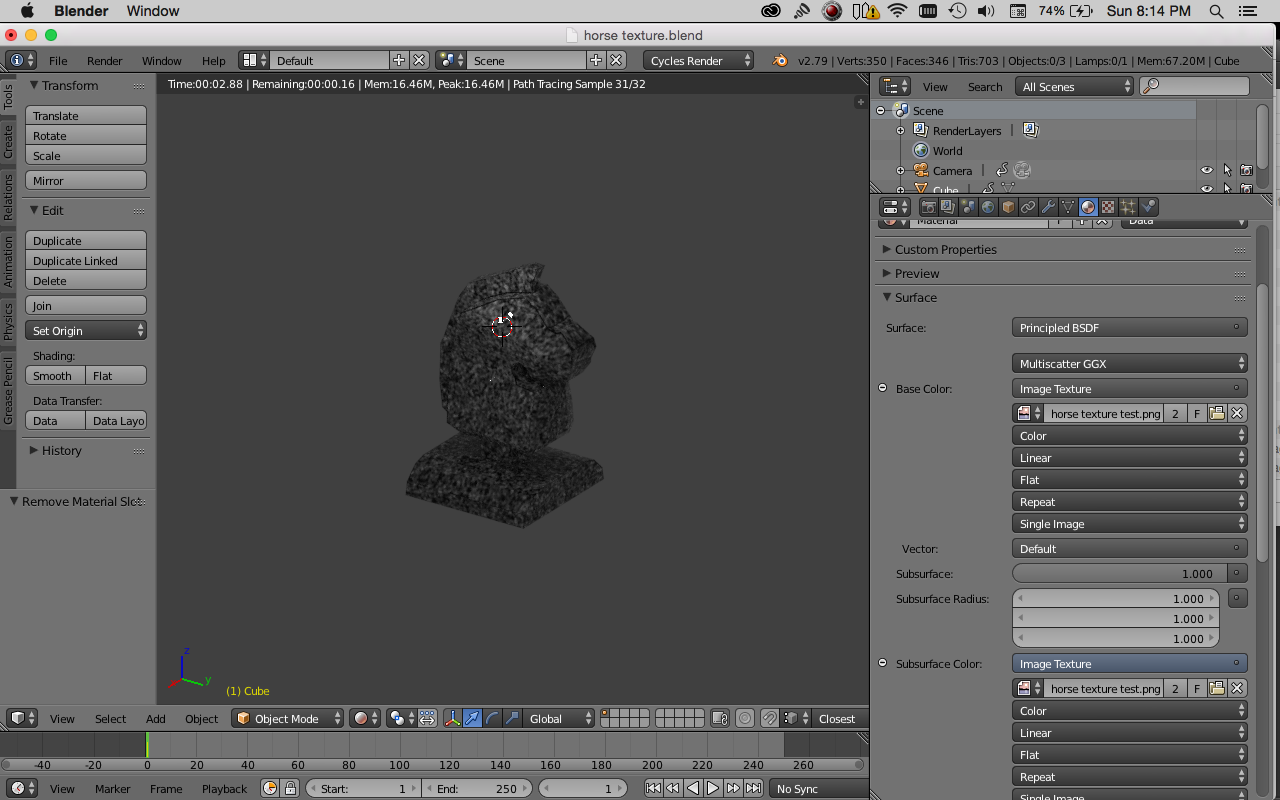 Blender Window 74% Sun 8:14 PM
horse texture.blend
File Render Window Help Default Scene Cycles Render v2.79 | Verts:350 | Faces:346 | Tris:703 | Objects:0/3 | Lamps:0/1 | Mem:67.20M | Cube
Time:00:02.88 | Remaining:00:00.16 | Mem:16.46M, Peak:16.46M | Path Tracing Sample 31/32
Tools
Create
Relations
Animation
Physics
Grease Pencil
Transform
Translate
Rotate
Scale
Mirror
Edit
Duplicate
Duplicate Linked
Delete
Join
Set Origin
Shading:
Smooth Flat
Data Transfer:
Data Data Layo
History
Remove Material Slot
(1) Cube
z
y
View Select Add Object Object Mode Global Closest
-40 -20 0 20 40 60 80 100 120 140 160 180 200 220 240 260
View Marker Frame Playback Start: 1 End: 250 1 No Sync
View Search All Scenes
Scene
RenderLayers
World
Camera
Cube
Material F Data
Custom Properties
Preview
Surface
Surface: Principled BSDF
Multiscatter GGX
Base Color: Image Texture
horse texture test.png 2 F
Color
Linear
Flat
Repeat
Single Image
Vector: Default
Subsurface: 1.000
Subsurface Radius: 1.000
1.000
1.000
Subsurface Color: Image Texture
horse texture test.png 2 F
Color
Linear
Flat
Repeat
Single Image